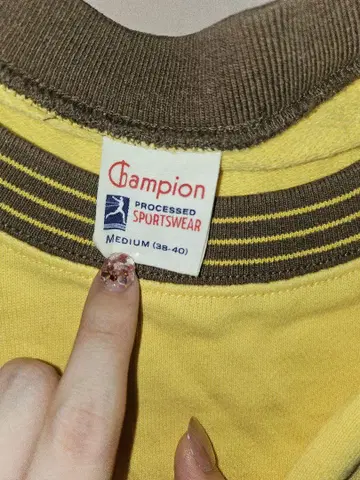 Champion
PROCESSED
SPORTSWEAR
MEDIUM (38-40)